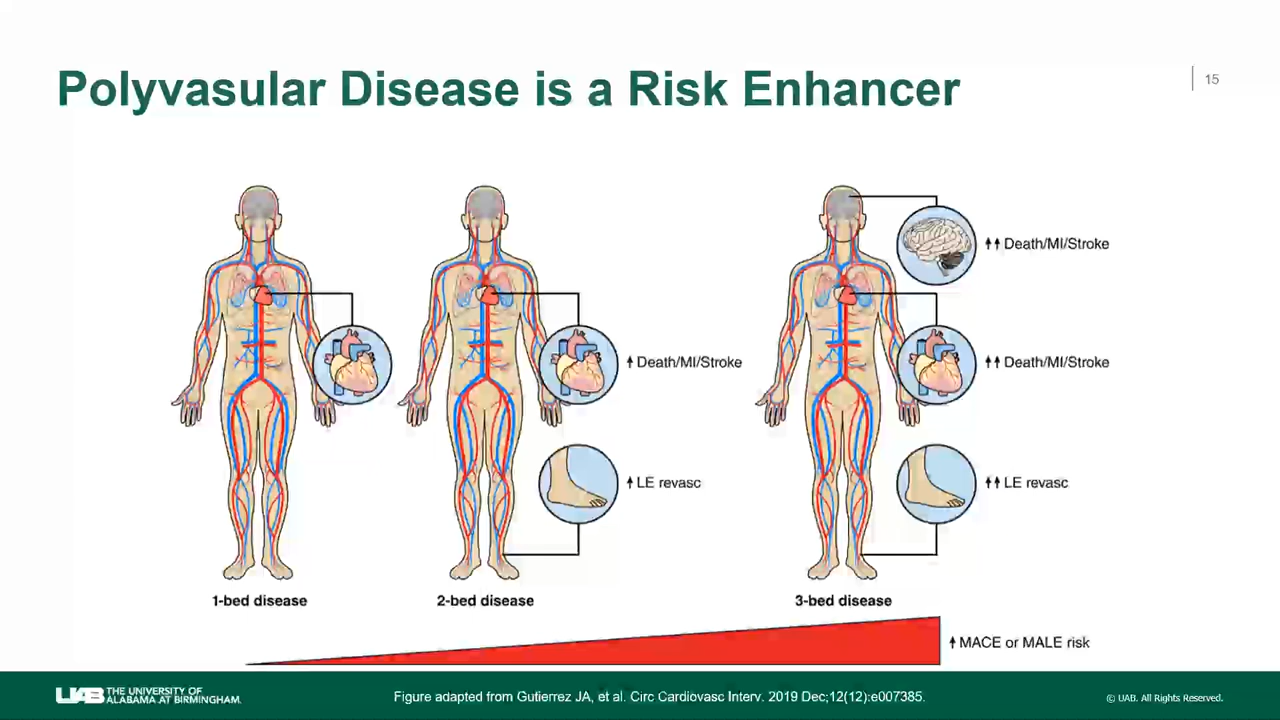 Polyvascular Disease is a Risk Enhancer
15
↑↑ Death/MI/Stroke
↑ Death/MI/Stroke
↑↑ Death/MI/Stroke
↑ LE revasc
↑↑ LE revasc
1-bed disease
2-bed disease
3-bed disease
↑ MACE or MALE risk
UAB THE UNIVERSITY OF
ALABAMA AT BIRMINGHAM.
Figure adapted from Gutierrez JA, et al. Circ Cardiovasc Interv. 2019 Dec;12(12):e007385.
© UAB. All Rights Reserved.